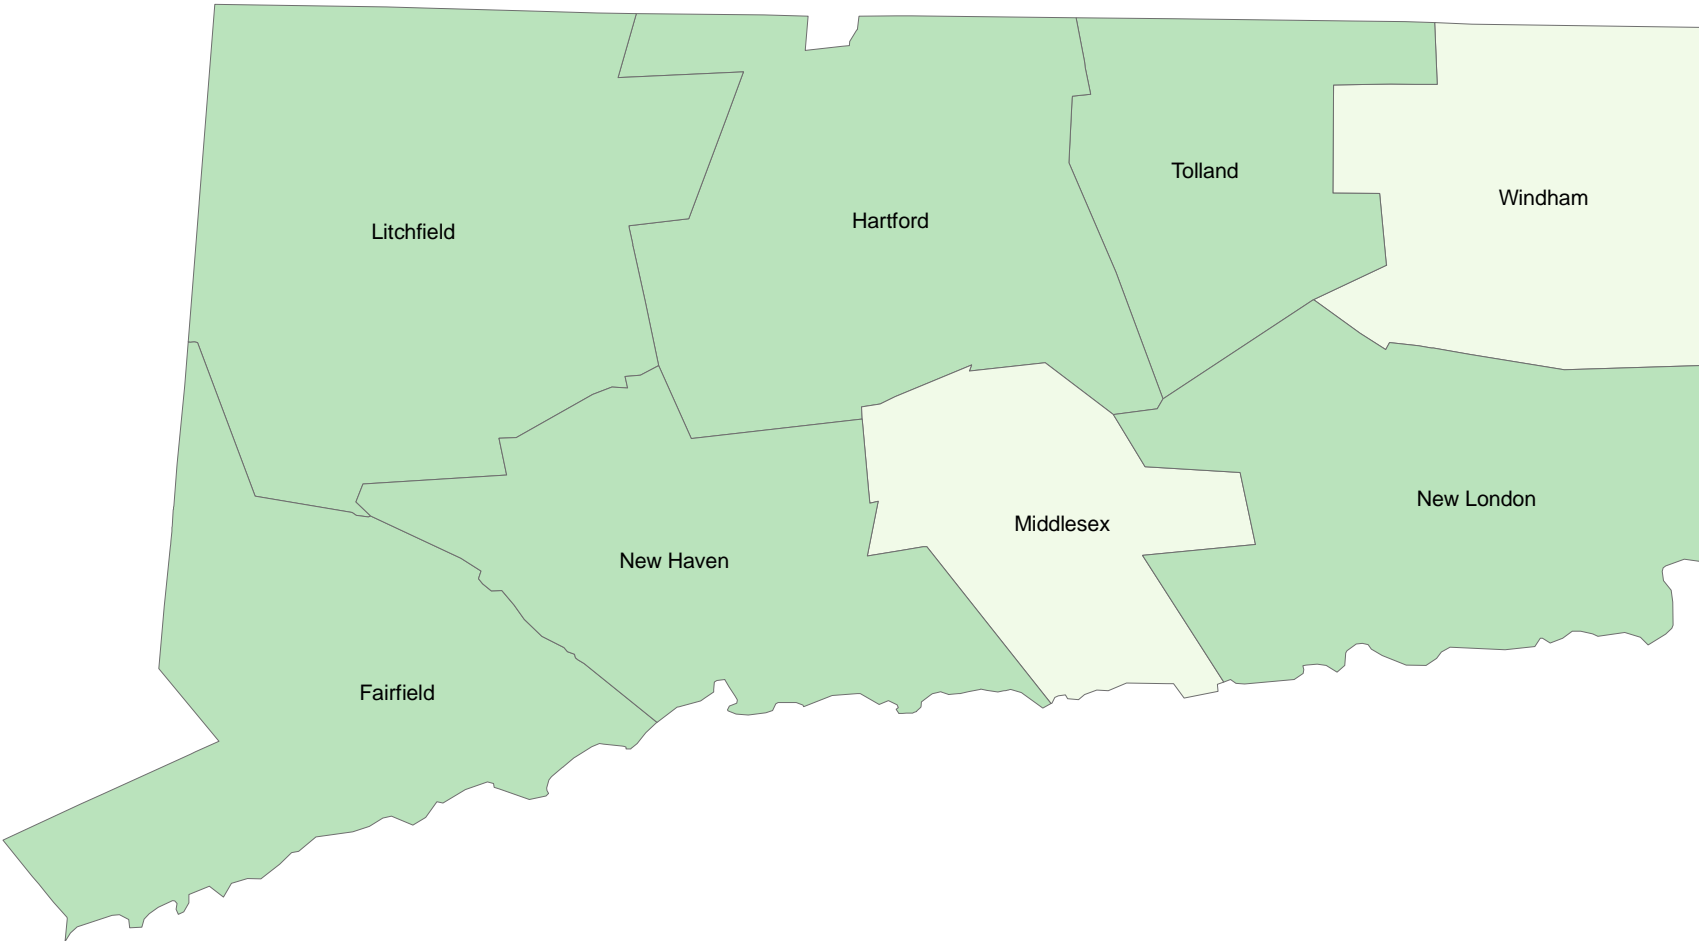 Tolland
Windham
Hartford
Litchfield
New London
Middlesex
New Haven
Fairfield